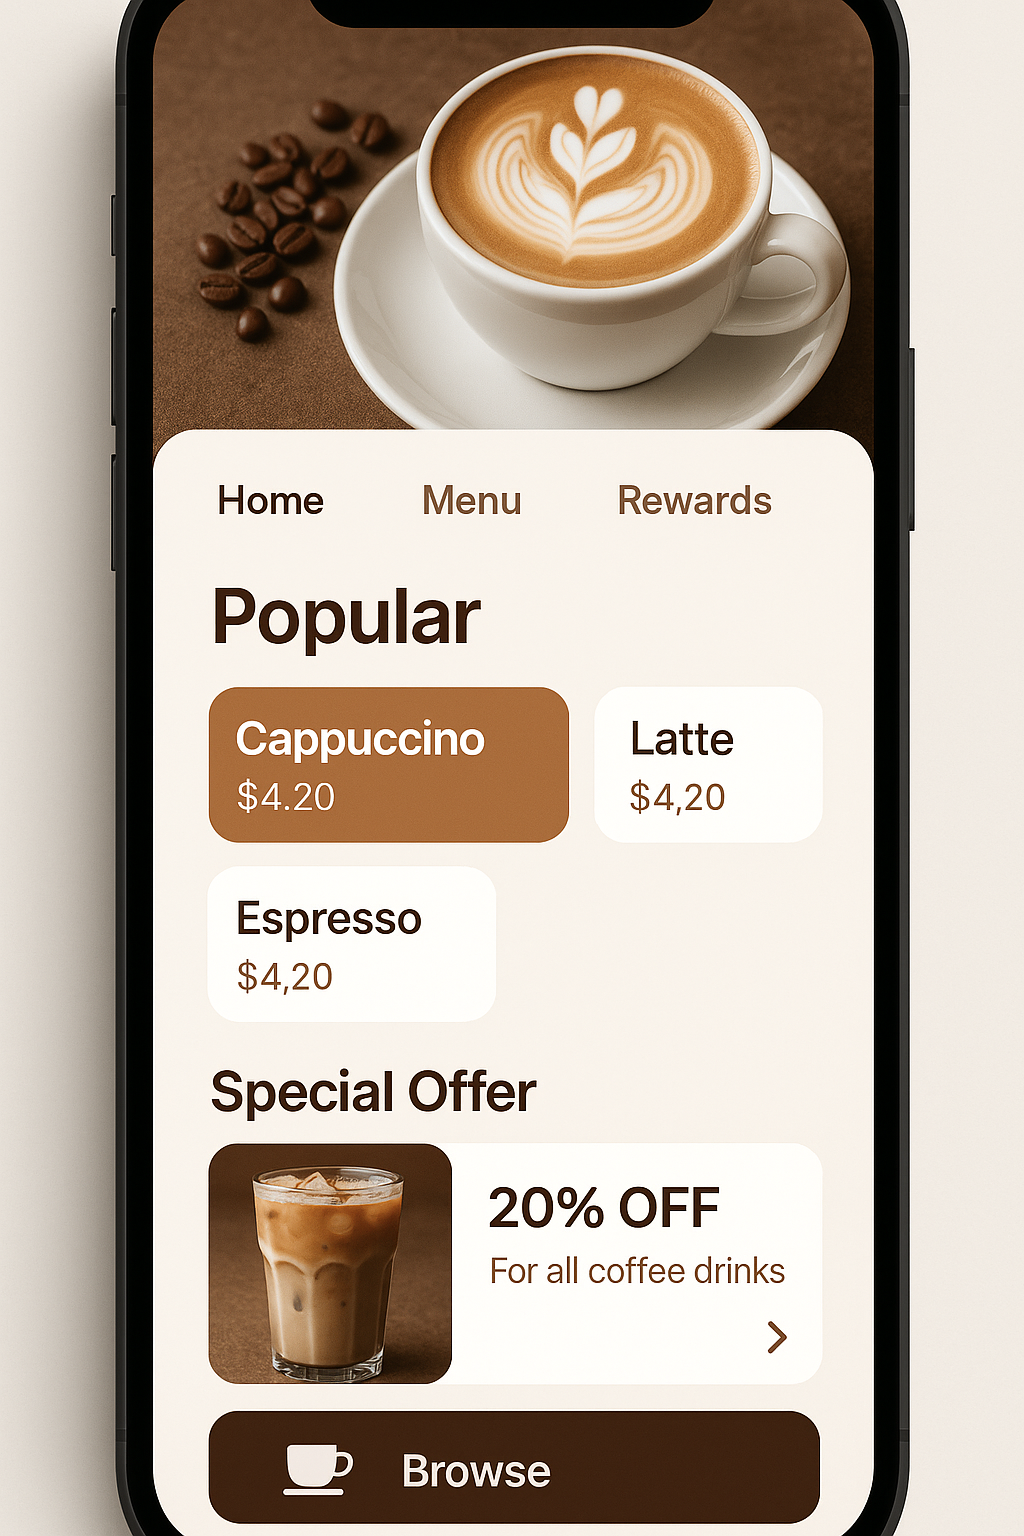 Home Menu Rewards
Popular
Cappuccino
$4.20
Latte
$4,20
Espresso
$4,20
Special Offer
20% OFF
For all coffee drinks
Browse